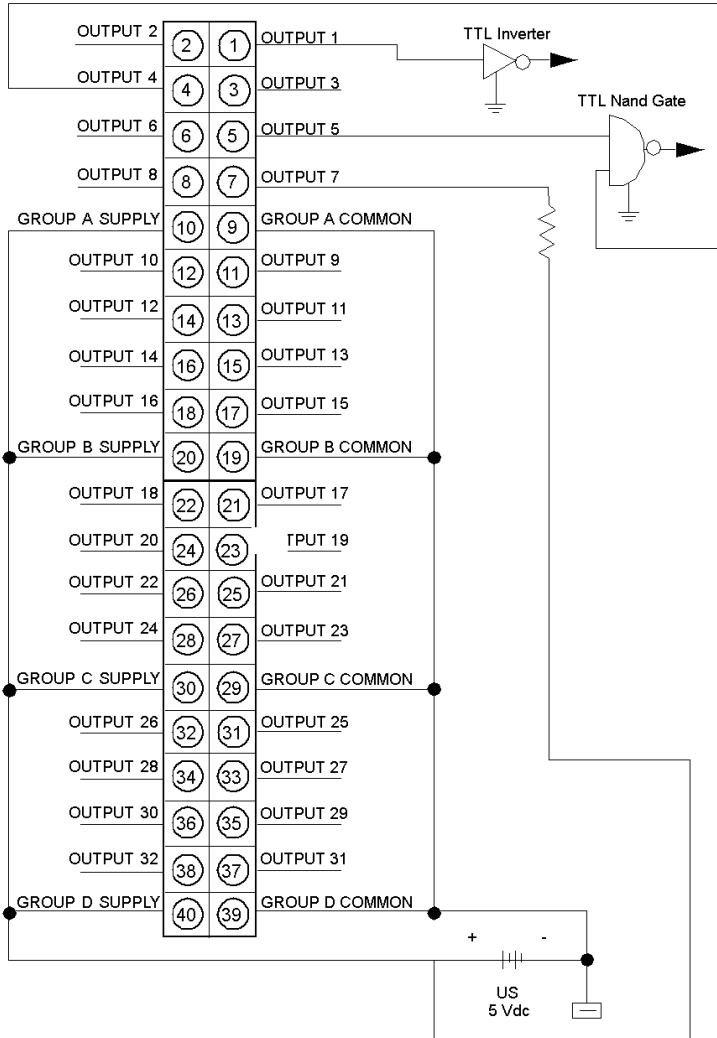 OUTPUT 2 2 1 OUTPUT 1
TTL Inverter
OUTPUT 4 4 3 OUTPUT 3
TTL Nand Gate
OUTPUT 6 6 5 OUTPUT 5
OUTPUT 8 8 7 OUTPUT 7
GROUP A SUPPLY 10 9 GROUP A COMMON
OUTPUT 10 12 11 OUTPUT 9
OUTPUT 12 14 13 OUTPUT 11
OUTPUT 14 16 15 OUTPUT 13
OUTPUT 16 18 17 OUTPUT 15
GROUP B SUPPLY 20 19 GROUP B COMMON
OUTPUT 18 22 21 OUTPUT 17
OUTPUT 20 24 23 TPUT 19
OUTPUT 22 26 25 OUTPUT 21
OUTPUT 24 28 27 OUTPUT 23
GROUP C SUPPLY 30 29 GROUP C COMMON
OUTPUT 26 32 31 OUTPUT 25
OUTPUT 28 34 33 OUTPUT 27
OUTPUT 30 36 35 OUTPUT 29
OUTPUT 32 38 37 OUTPUT 31
GROUP D SUPPLY 40 39 GROUP D COMMON
+ -
US
5 Vdc